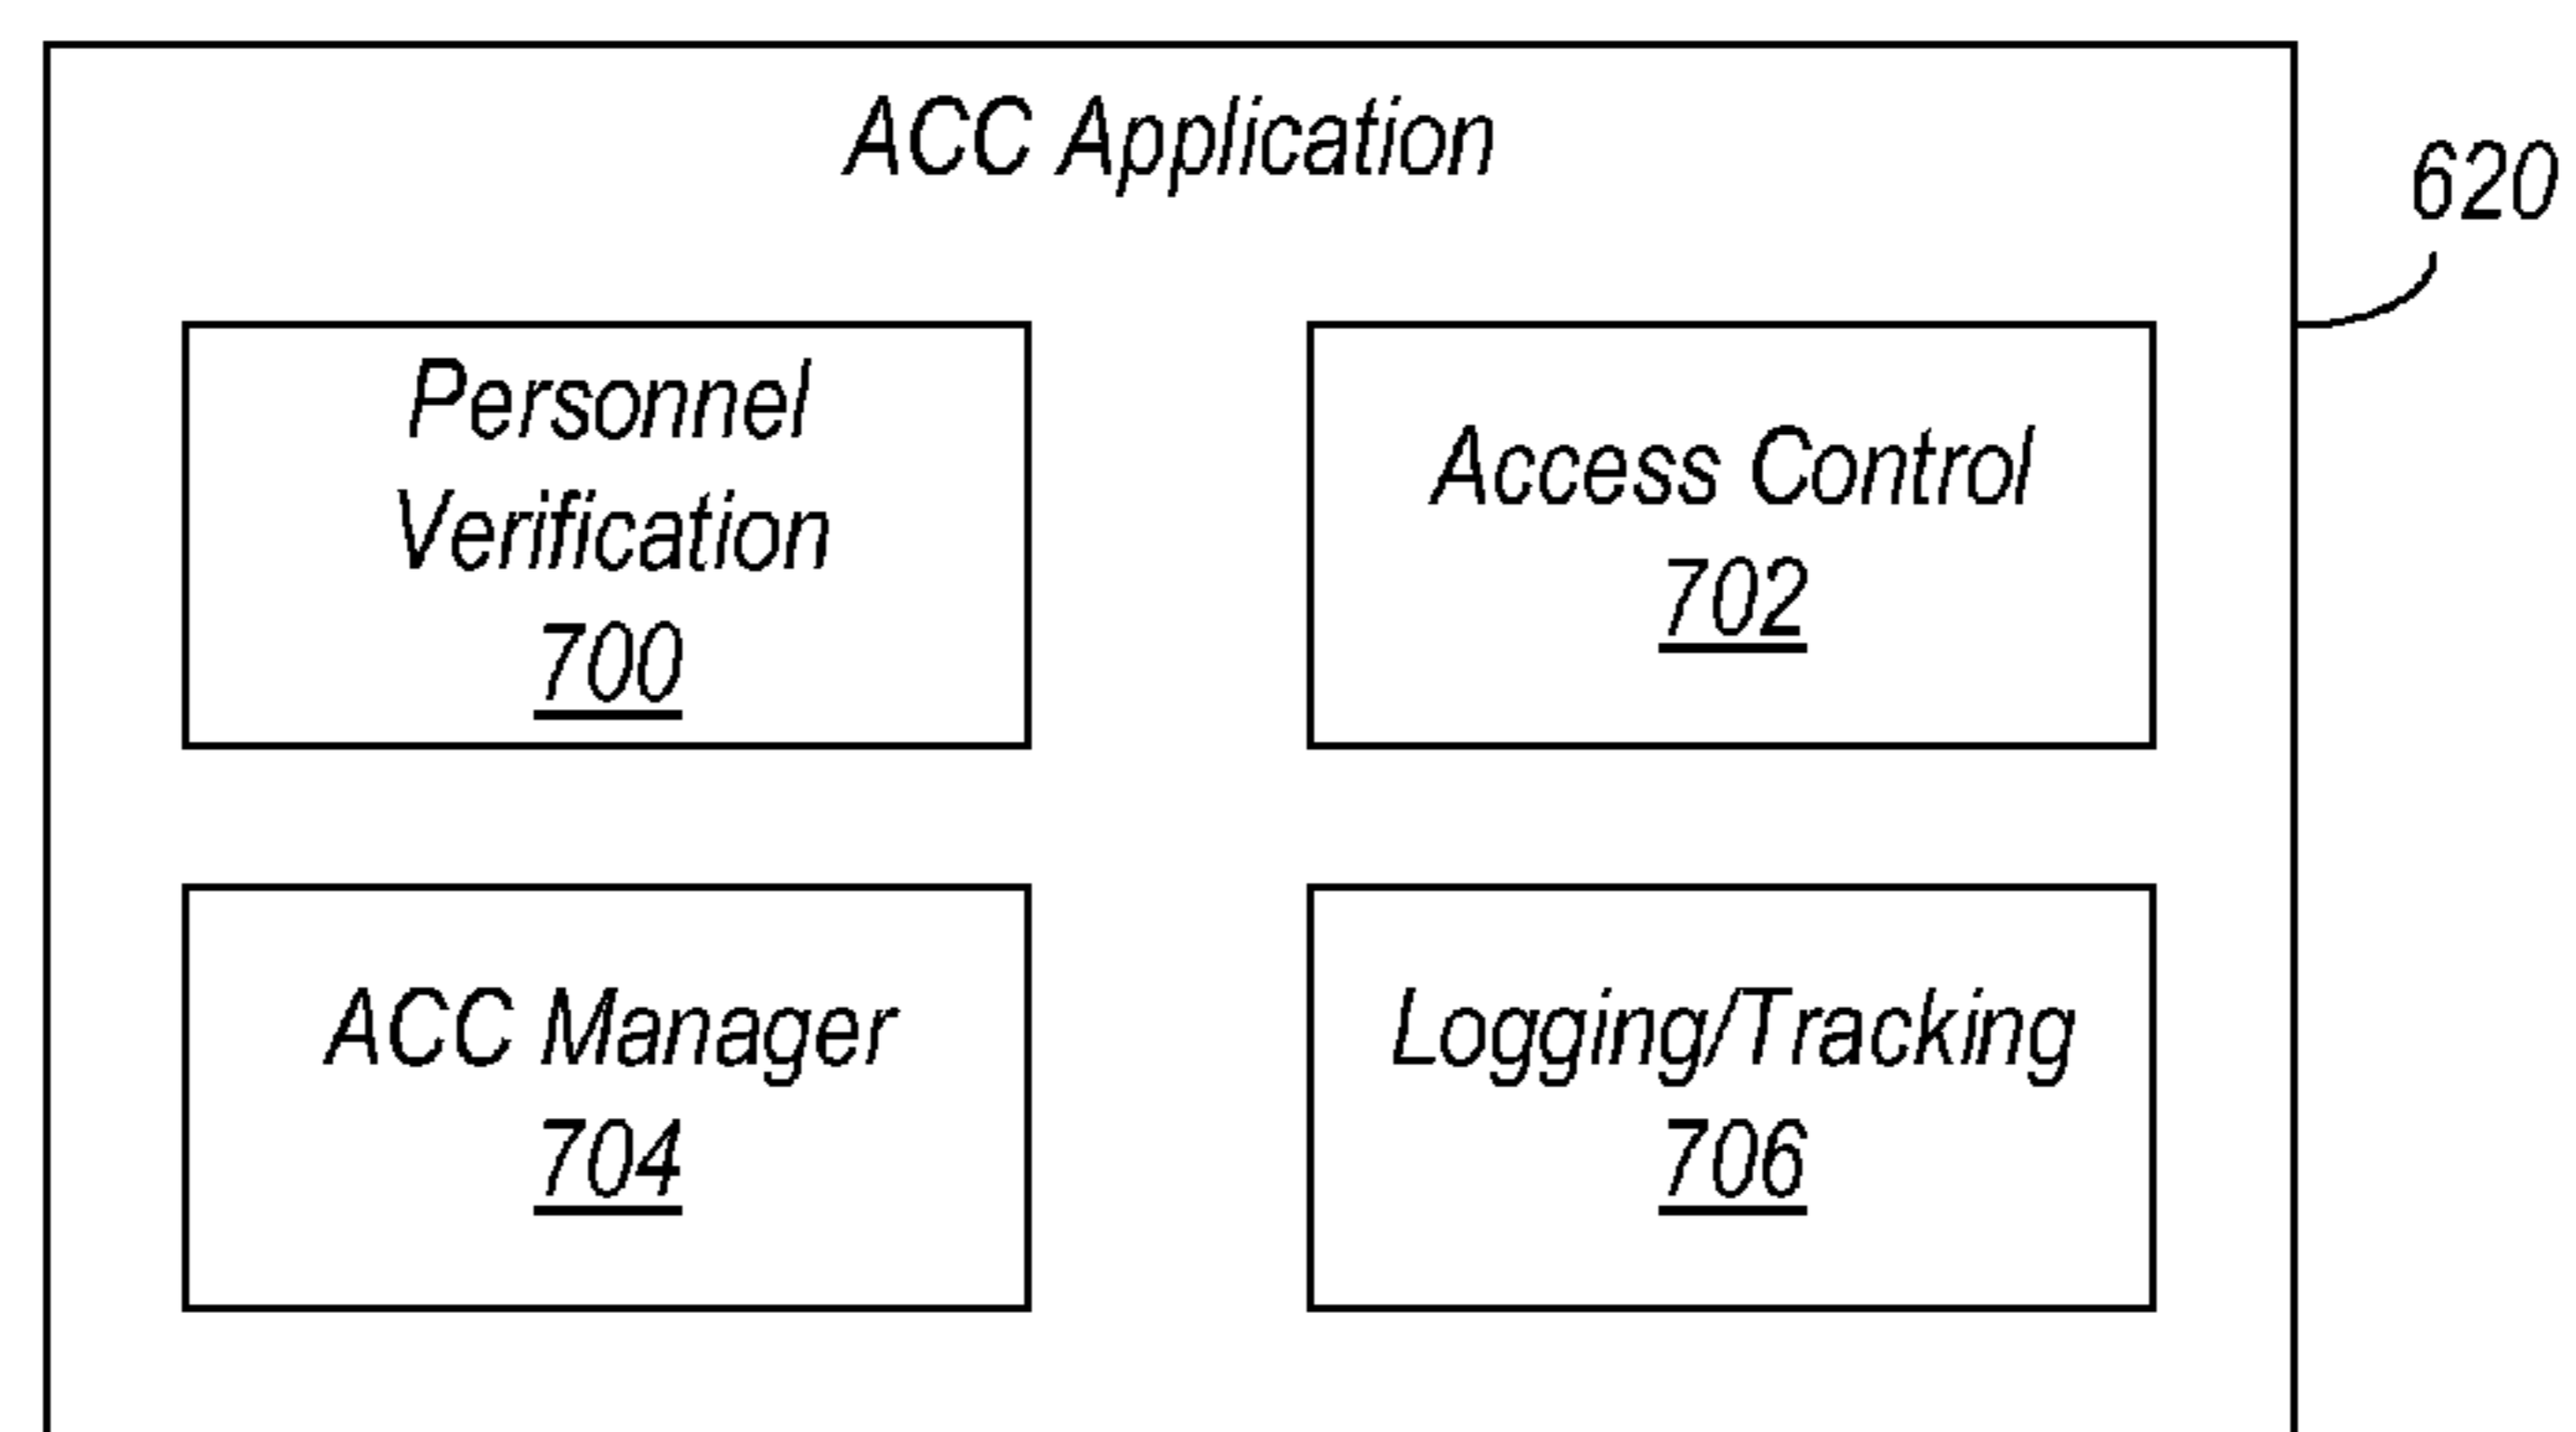 ACC Application
620
Personnel
Verification
700
Access Control
702
ACC Manager
704
Logging/Tracking
706